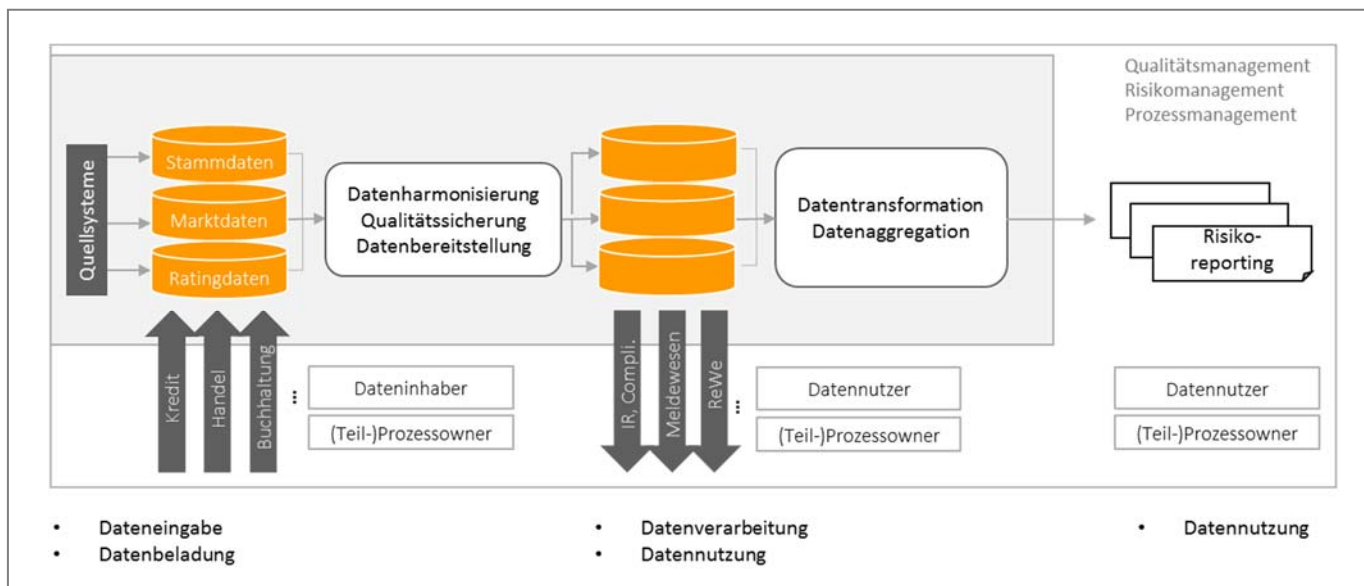 Qualitätsmanagement
Risikomanagement
Prozessmanagement
Quellsysteme
Stammdaten
Marktdaten
Ratingdaten
Datenharmonisierung
Qualitätssicherung
Datenbereitstellung
Datentransformation
Datenaggregation
Risiko-
reporting
Kredit
Handel
Buchhaltung
...
Dateninhaber
(Teil-)Prozessowner
IR, Compli.
Meldewesen
ReWe
...
Datennutzer
(Teil-)Prozessowner
Datennutzer
(Teil-)Prozessowner
• Dateneingabe
• Datenbeladung
• Datenverarbeitung
• Datennutzung
• Datennutzung